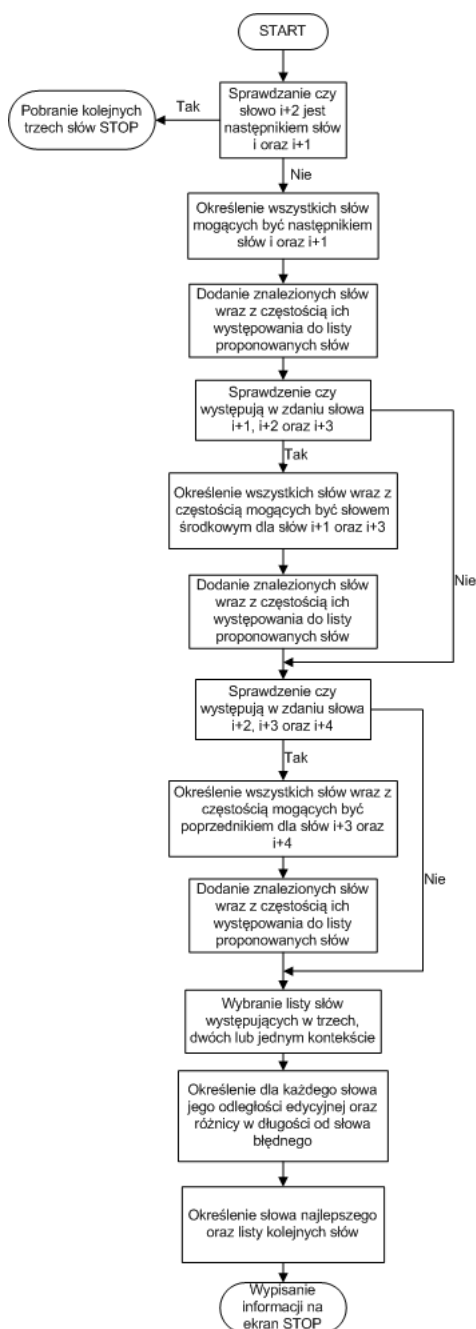 START
Sprawdzanie czy
słowo i+2 jest
następnikiem słów
i oraz i+1
Tak
Pobranie kolejnych
trzech słów STOP
Nie
Określenie wszystkich słów
mogących być następnikiem
słów i oraz i+1
Dodanie znalezionych słów
wraz z częstością ich
występowania do listy
proponowanych słów
Sprawdzenie czy
występują w zdaniu słowa
i+1, i+2 oraz i+3
Tak
Określenie wszystkich słów wraz z
częstością mogących być słowem
środkowym dla słów i+1 oraz i+3
Nie
Dodanie znalezionych słów
wraz z częstością ich
występowania do listy
proponowanych słów
Sprawdzenie czy
występują w zdaniu słowa
i+2, i+3 oraz i+4
Tak
Określenie wszystkich słów wraz z
częstością mogących być
poprzednikiem dla słów i+3 oraz
i+4
Nie
Dodanie znalezionych słów
wraz z częstością ich
występowania do listy
proponowanych słów
Wybranie listy słów
występujących w trzech,
dwóch lub jednym kontekście
Określenie dla każdego słowa
jego odległości edycyjnej oraz
różnicy w długości od słowa
błędnego
Określenie słowa najlepszego
oraz listy kolejnych słów
Wypisanie
informacji na
ekran STOP